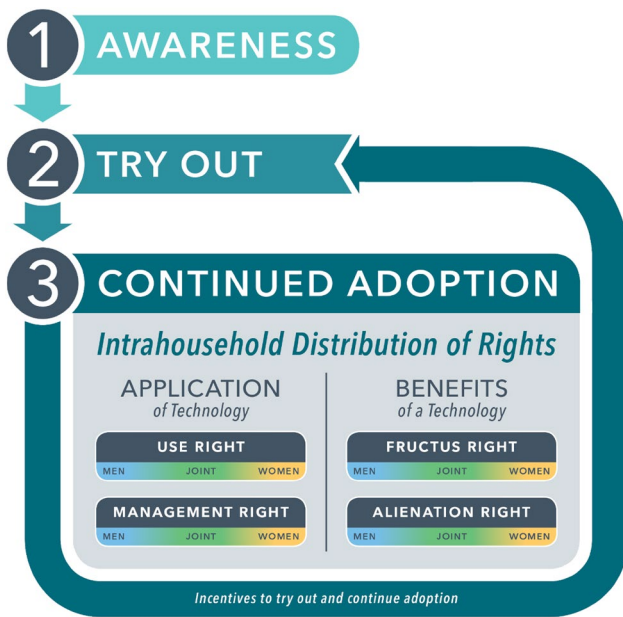 1 AWARENESS
2 TRY OUT
3 CONTINUED ADOPTION
Intrahousehold Distribution of Rights
APPLICATION
of Technology
USE RIGHT
MEN JOINT WOMEN
MANAGEMENT RIGHT
MEN JOINT WOMEN
BENEFITS
of a Technology
FRUCTUS RIGHT
MEN JOINT WOMEN
ALIENATION RIGHT
MEN JOINT WOMEN
Incentives to try out and continue adoption